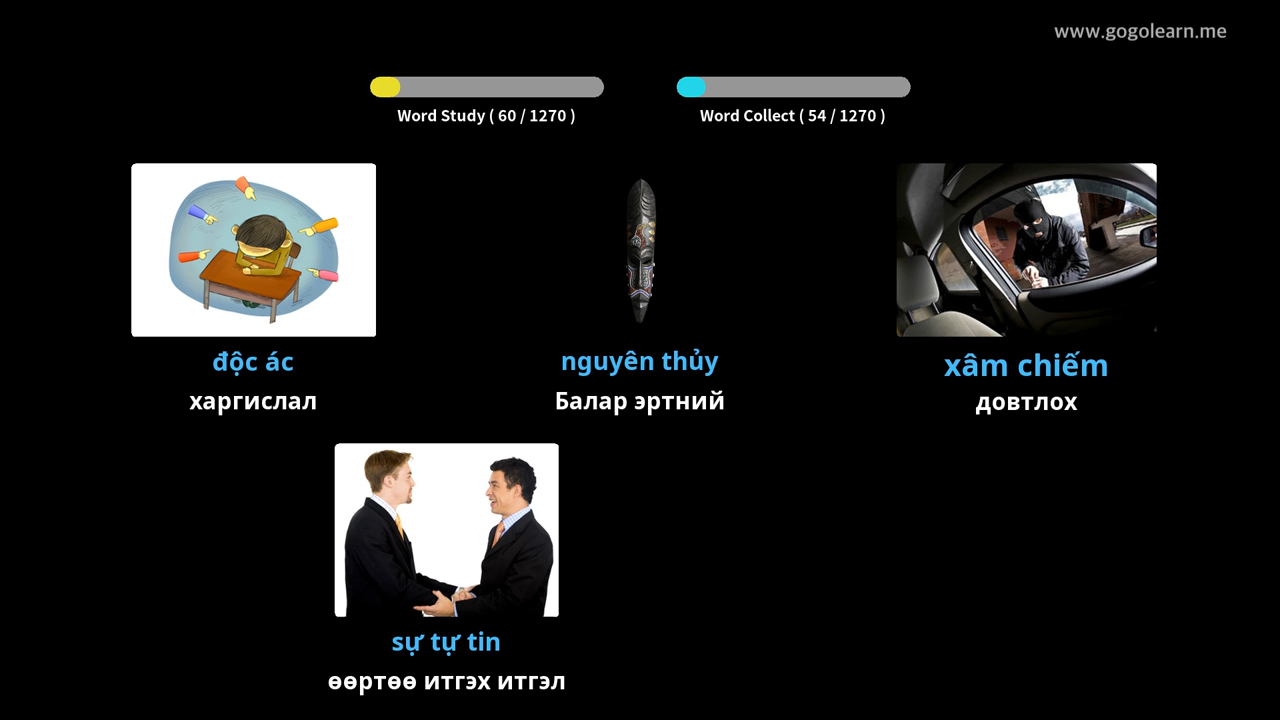 www.gogolearn.me
Word Study ( 60 / 1270 )
Word Collect ( 54 / 1270 )
độc ác
харгислал
nguyên thủy
Балар эртний
xâm chiếm
довтлох
sự tự tin
өөртөө итгэх итгэл